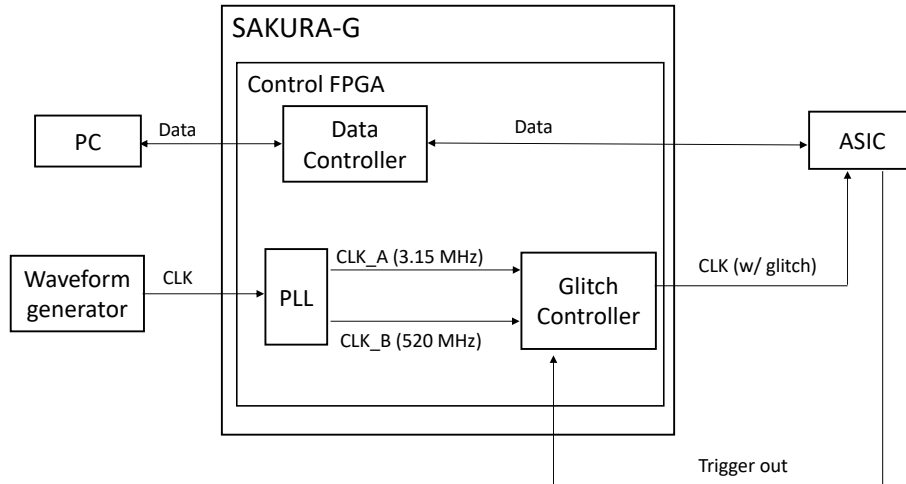 SAKURA-G
Control FPGA
PC
Data
Data
Controller
Data
ASIC
Waveform
generator
CLK
PLL
CLK_A (3.15 MHz)
CLK_B (520 MHz)
Glitch
Controller
CLK (w/ glitch)
Trigger out